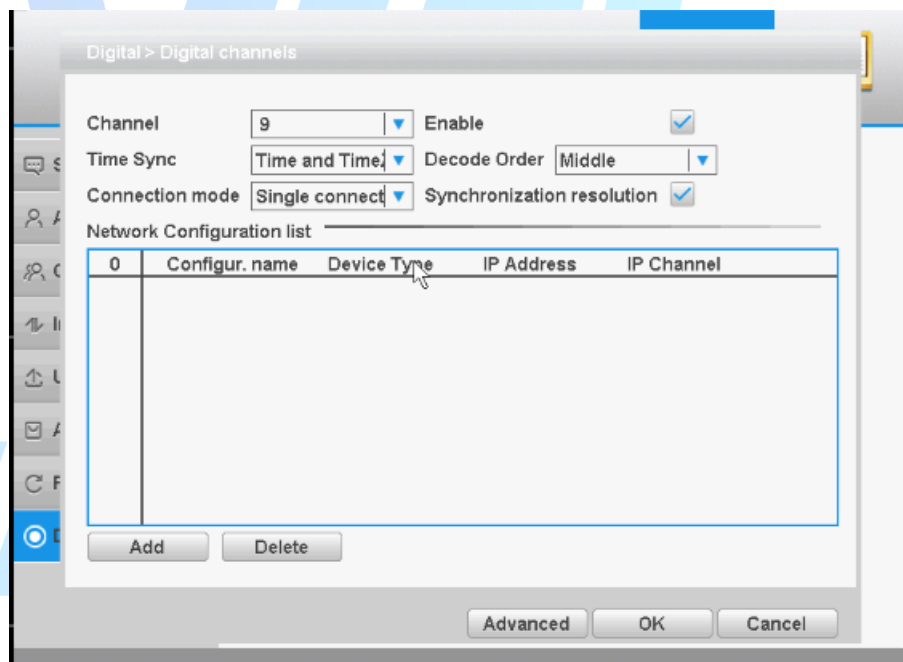 Digital > Digital channels
Channel 9 Enable
Time Sync Time and Time Decode Order Middle
Connection mode Single connect Synchronization resolution
Network Configuration list
0 Configur. name Device Type IP Address IP Channel
Add Delete
Advanced OK Cancel